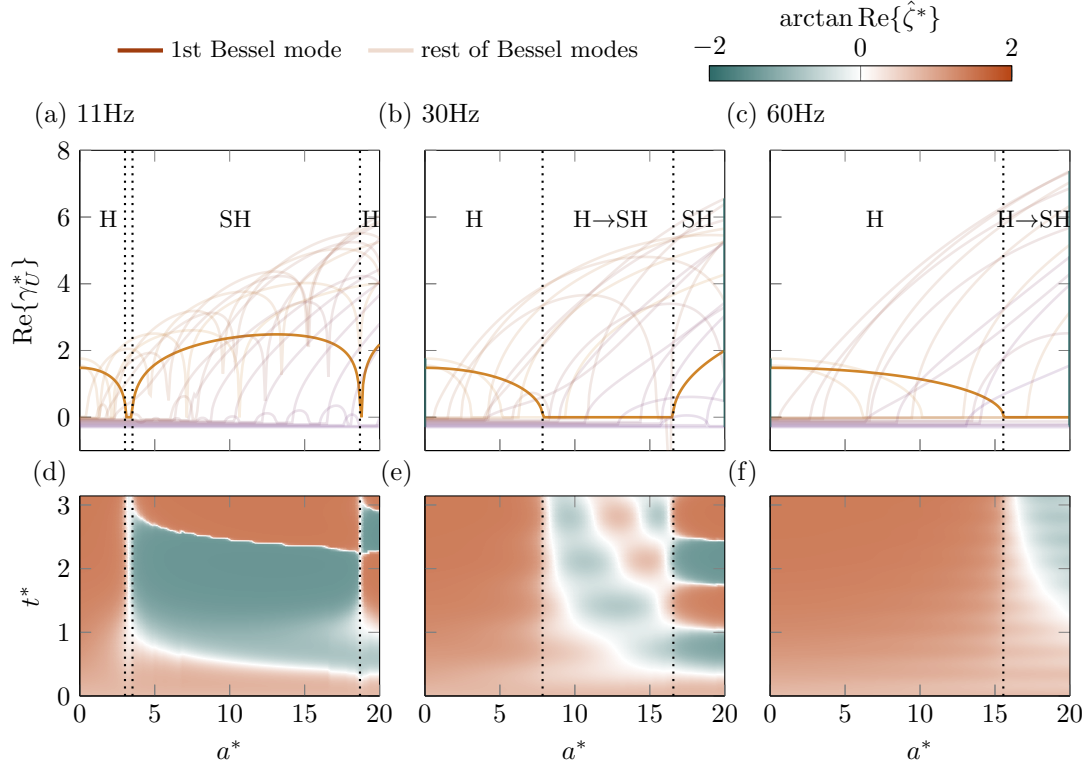 arctan Re{ζ̂*}
1st Bessel mode rest of Bessel modes
−2 0 2
(a) 11Hz (b) 30Hz (c) 60Hz
8
6
4
2
0
Re{γ*_U}
H SH H
H H→SH SH
H H→SH
(d) (e) (f)
3
2
1
0
t*
0 5 10 15 20
0 5 10 15 20
0 5 10 15 20
a* a* a*